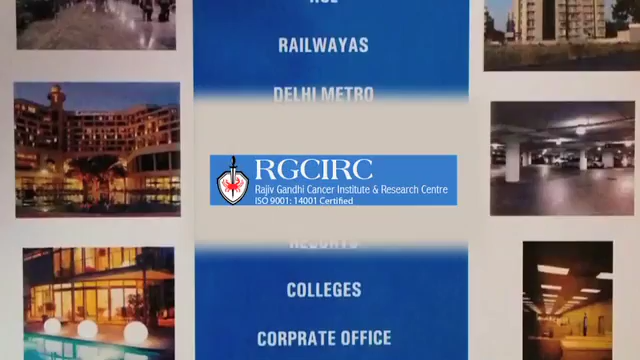 RAILWAYAS
DELHI METRO
RGCIRC
Rajiv Gandhi Cancer Institute & Research Centre
ISO 9001: 14001 Certified
COLLEGES
CORPRATE OFFICE